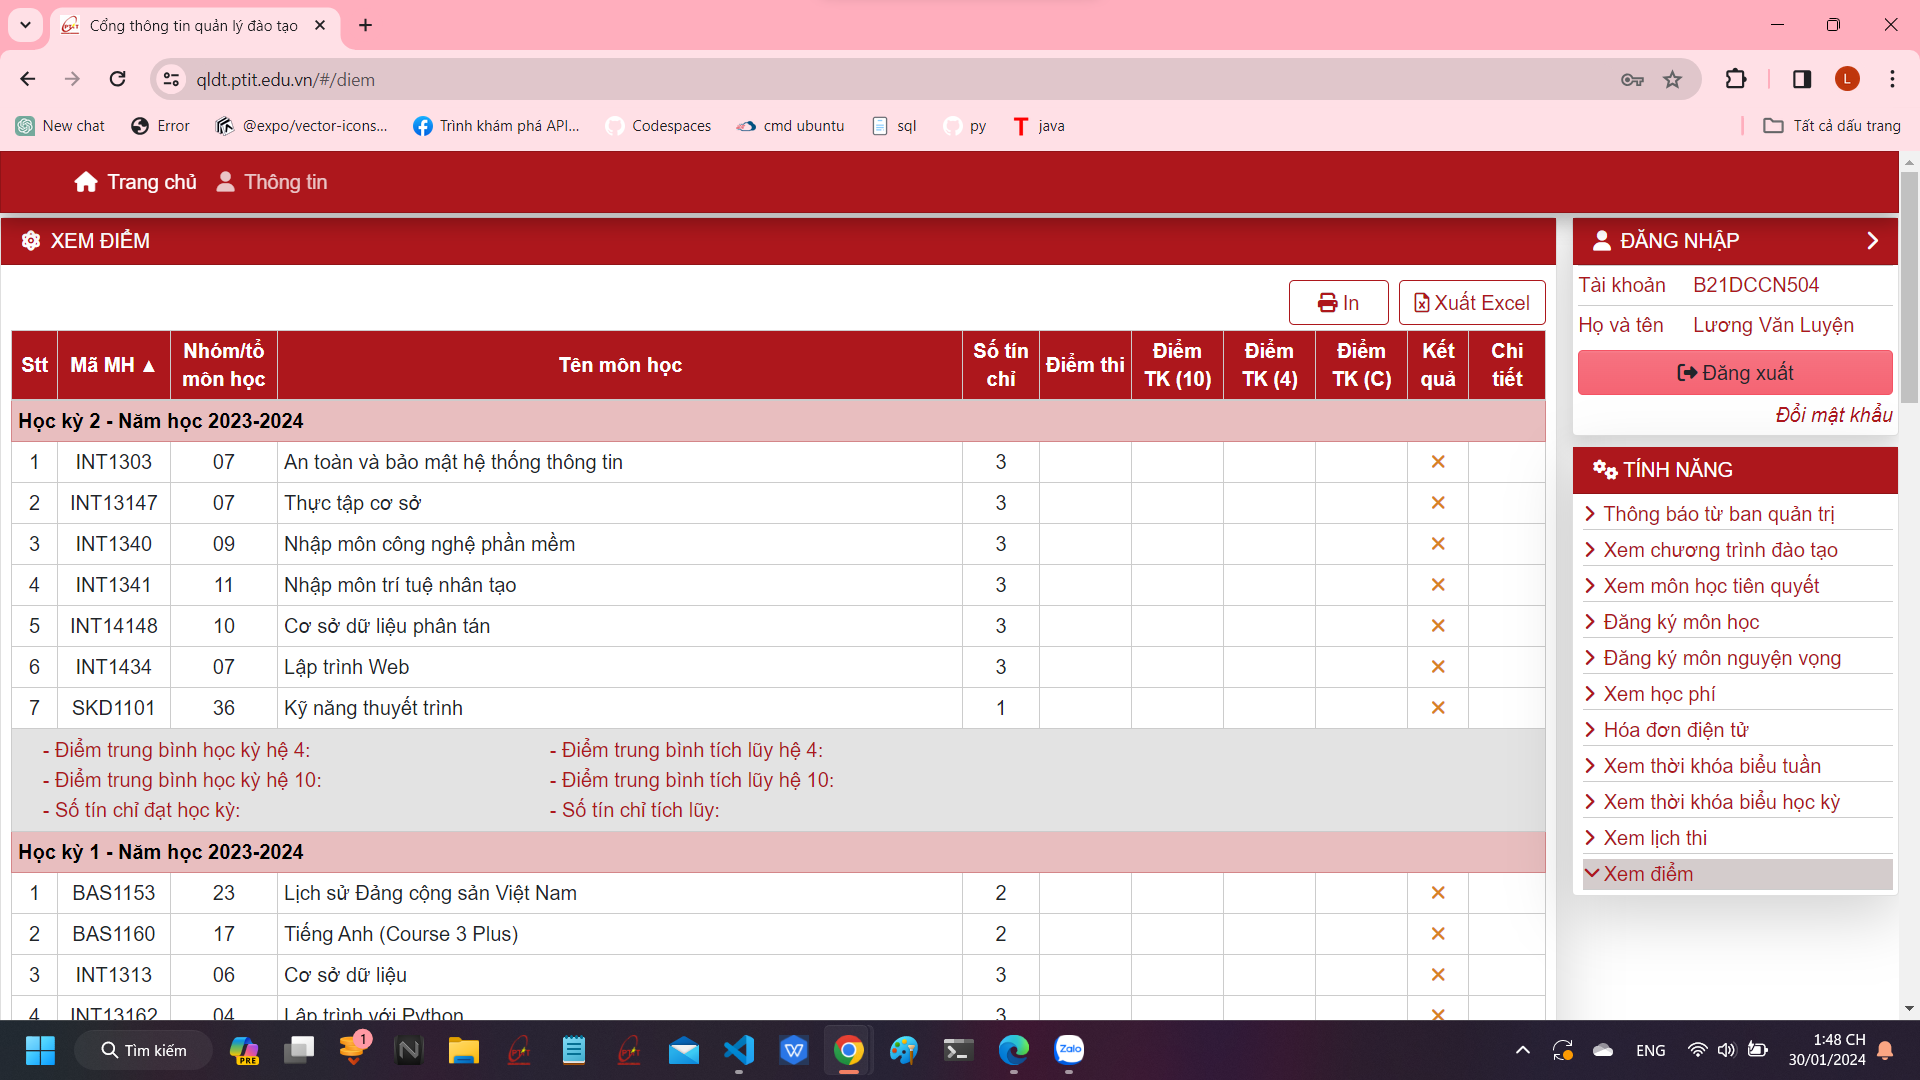 Cổng thông tin quản lý đào tạo
qldt.ptit.edu.vn/#/diem
L
New chat Error @expo/vector-icons... Trình khám phá API... Codespaces cmd ubuntu sql py java Tất cả dấu trang
Trang chủ Thông tin
XEM ĐIỂM
In Xuất Excel
Stt Mã MH ▲ Nhóm/tổ môn học Tên môn học Số tín chỉ Điểm thi Điểm TK (10) Điểm TK (4) Điểm TK (C) Kết quả Chi tiết
Học kỳ 2 - Năm học 2023-2024
1 INT1303 07 An toàn và bảo mật hệ thống thông tin 3
2 INT13147 07 Thực tập cơ sở 3
3 INT1340 09 Nhập môn công nghệ phần mềm 3
4 INT1341 11 Nhập môn trí tuệ nhân tạo 3
5 INT14148 10 Cơ sở dữ liệu phân tán 3
6 INT1434 07 Lập trình Web 3
7 SKD1101 36 Kỹ năng thuyết trình 1
- Điểm trung bình học kỳ hệ 4: - Điểm trung bình tích lũy hệ 4:
- Điểm trung bình học kỳ hệ 10: - Điểm trung bình tích lũy hệ 10:
- Số tín chỉ đạt học kỳ: - Số tín chỉ tích lũy:
Học kỳ 1 - Năm học 2023-2024
1 BAS1153 23 Lịch sử Đảng cộng sản Việt Nam 2
2 BAS1160 17 Tiếng Anh (Course 3 Plus) 2
3 INT1313 06 Cơ sở dữ liệu 3
4 INT13162 04 Lập trình với Python 3
ĐĂNG NHẬP
Tài khoản B21DCCN504
Họ và tên Lương Văn Luyện
Đăng xuất
Đổi mật khẩu
TÍNH NĂNG
Thông báo từ ban quản trị
Xem chương trình đào tạo
Xem môn học tiên quyết
Đăng ký môn học
Đăng ký môn nguyện vọng
Xem học phí
Hóa đơn điện tử
Xem thời khóa biểu tuần
Xem thời khóa biểu học kỳ
Xem lịch thi
Xem điểm
Tìm kiếm PRE 1 Zalo ENG 1:48 CH
30/01/2024